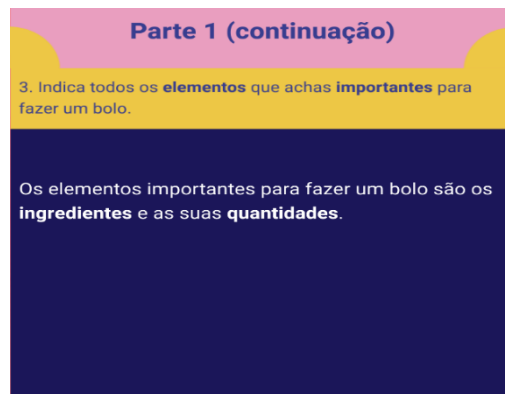 Parte 1 (continuação)
3. Indica todos os elementos que achas importantes para
fazer um bolo.
Os elementos importantes para fazer um bolo são os
ingredientes e as suas quantidades.